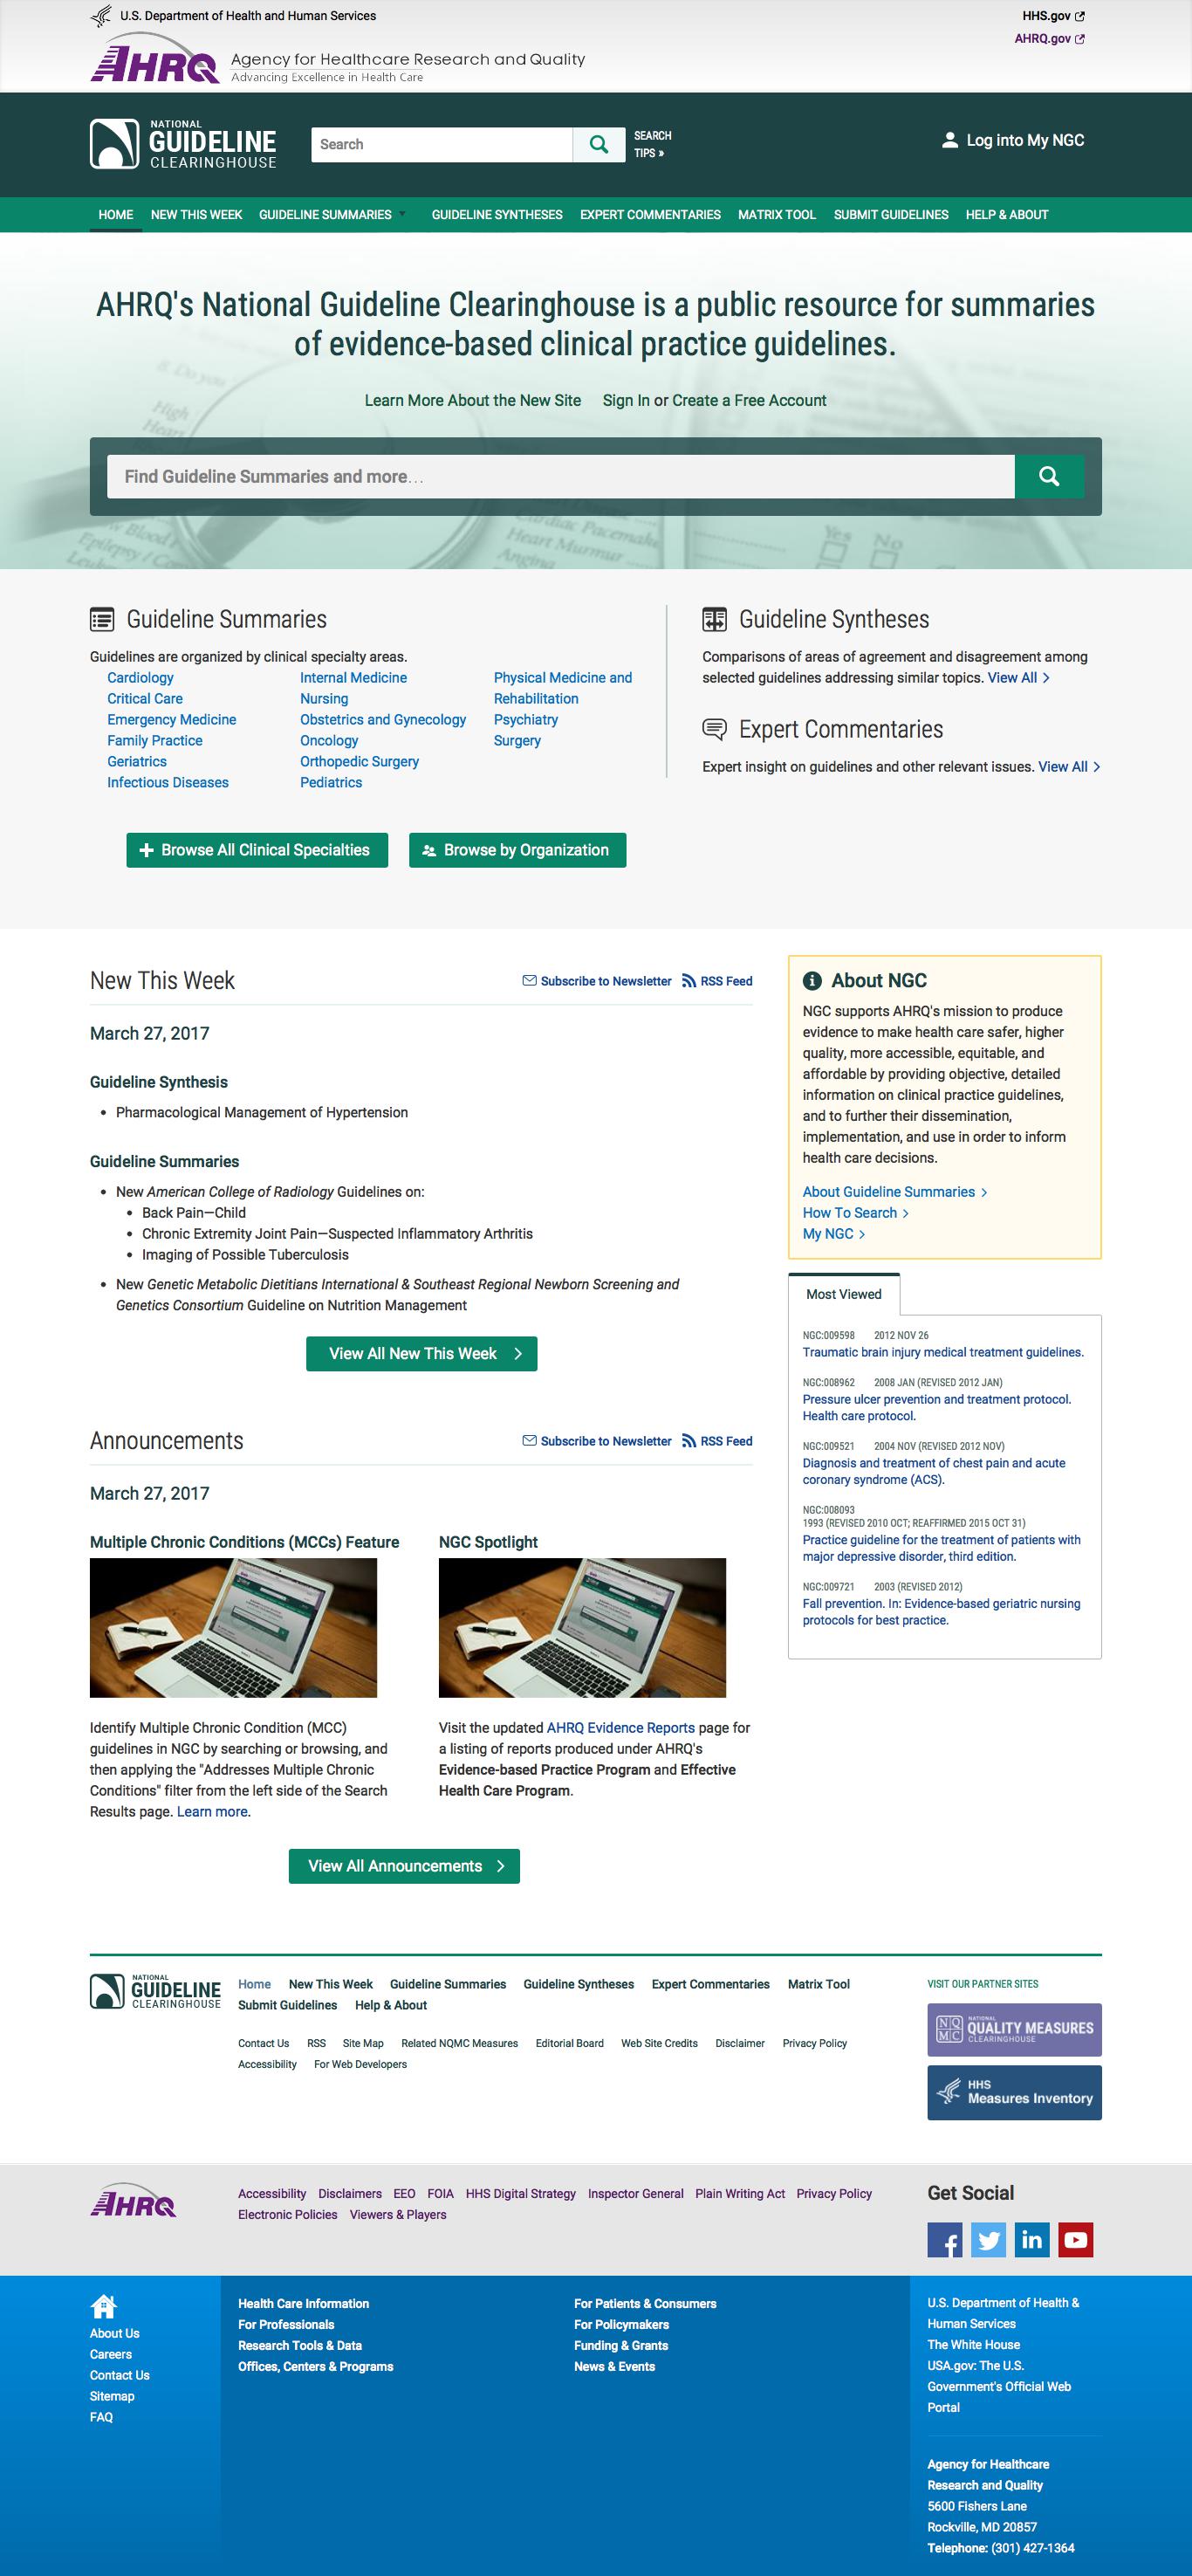 U.S. Department of Health and Human Services
HHS.gov
AHRQ.gov
AHRQ
Agency for Healthcare Research and Quality
Advancing Excellence in Health Care
NATIONAL
GUIDELINE
CLEARINGHOUSE
Search
SEARCH
TIPS »
Log into My NGC
HOME NEW THIS WEEK GUIDELINE SUMMARIES GUIDELINE SYNTHESES EXPERT COMMENTARIES MATRIX TOOL SUBMIT GUIDELINES HELP & ABOUT
AHRQ's National Guideline Clearinghouse is a public resource for summaries
of evidence-based clinical practice guidelines.
Learn More About the New Site Sign In or Create a Free Account
Find Guideline Summaries and more...
Cardiac Pacemaker
Heart Murmur
Angina
Yes No
Guideline Summaries
Guidelines are organized by clinical specialty areas.
Cardiology
Critical Care
Emergency Medicine
Family Practice
Geriatrics
Infectious Diseases
Internal Medicine
Nursing
Obstetrics and Gynecology
Oncology
Orthopedic Surgery
Pediatrics
Physical Medicine and
Rehabilitation
Psychiatry
Surgery
Browse All Clinical Specialties
Browse by Organization
Guideline Syntheses
Comparisons of areas of agreement and disagreement among
selected guidelines addressing similar topics. View All
Expert Commentaries
Expert insight on guidelines and other relevant issues. View All
New This Week
Subscribe to Newsletter RSS Feed
March 27, 2017
Guideline Synthesis
• Pharmacological Management of Hypertension
Guideline Summaries
• New American College of Radiology Guidelines on:
• Back Pain—Child
• Chronic Extremity Joint Pain—Suspected Inflammatory Arthritis
• Imaging of Possible Tuberculosis
• New Genetic Metabolic Dietitians International & Southeast Regional Newborn Screening and
Genetics Consortium Guideline on Nutrition Management
View All New This Week
Announcements
Subscribe to Newsletter RSS Feed
March 27, 2017
Multiple Chronic Conditions (MCCs) Feature
Identify Multiple Chronic Condition (MCC)
guidelines in NGC by searching or browsing, and
then applying the "Addresses Multiple Chronic
Conditions" filter from the left side of the Search
Results page. Learn more.
NGC Spotlight
Visit the updated AHRQ Evidence Reports page for
a listing of reports produced under AHRQ's
Evidence-based Practice Program and Effective
Health Care Program.
View All Announcements
About NGC
NGC supports AHRQ's mission to produce
evidence to make health care safer, higher
quality, more accessible, equitable, and
affordable by providing objective, detailed
information on clinical practice guidelines,
and to further their dissemination,
implementation, and use in order to inform
health care decisions.
About Guideline Summaries
How To Search
My NGC
Most Viewed
NGC:009598 2012 NOV 26
Traumatic brain injury medical treatment guidelines.
NGC:008962 2008 JAN (REVISED 2012 JAN)
Pressure ulcer prevention and treatment protocol.
Health care protocol.
NGC:009521 2004 NOV (REVISED 2012 NOV)
Diagnosis and treatment of chest pain and acute
coronary syndrome (ACS).
NGC:008093
1993 (REVISED 2010 OCT; REAFFIRMED 2015 OCT 31)
Practice guideline for the treatment of patients with
major depressive disorder, third edition.
NGC:009721 2003 (REVISED 2012)
Fall prevention. In: Evidence-based geriatric nursing
protocols for best practice.
NATIONAL
GUIDELINE
CLEARINGHOUSE
Home New This Week Guideline Summaries Guideline Syntheses Expert Commentaries Matrix Tool
Submit Guidelines Help & About
Contact Us RSS Site Map Related NQMC Measures Editorial Board Web Site Credits Disclaimer Privacy Policy
Accessibility For Web Developers
VISIT OUR PARTNER SITES
NQMC
NATIONAL
QUALITY MEASURES
CLEARINGHOUSE
HHS
Measures Inventory
AHRQ
Accessibility Disclaimers EEO FOIA HHS Digital Strategy Inspector General Plain Writing Act Privacy Policy
Electronic Policies Viewers & Players
Get Social
About Us
Careers
Contact Us
Sitemap
FAQ
Health Care Information
For Professionals
Research Tools & Data
Offices, Centers & Programs
For Patients & Consumers
For Policymakers
Funding & Grants
News & Events
U.S. Department of Health &
Human Services
The White House
USA.gov: The U.S.
Government's Official Web
Portal
Agency for Healthcare
Research and Quality
5600 Fishers Lane
Rockville, MD 20857
Telephone: (301) 427-1364